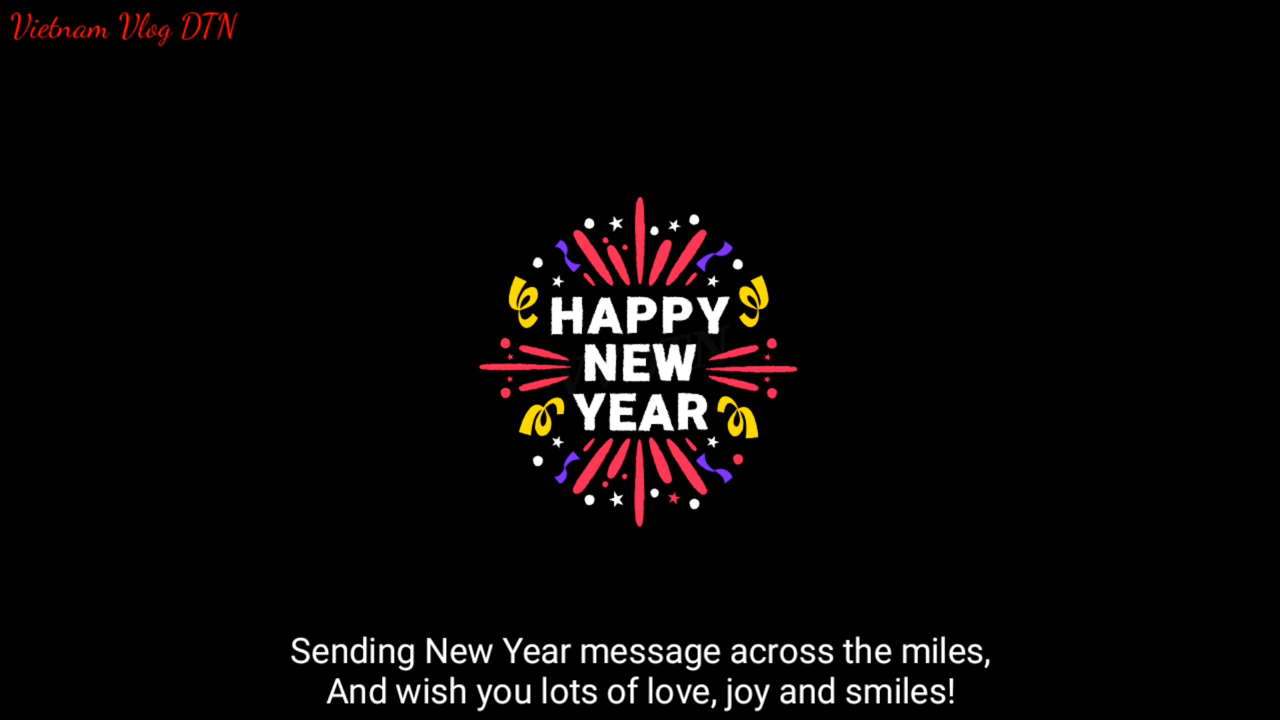 Vietnam Vlog DTN
HAPPY
NEW
YEAR
Sending New Year message across the miles,
And wish you lots of love, joy and smiles!